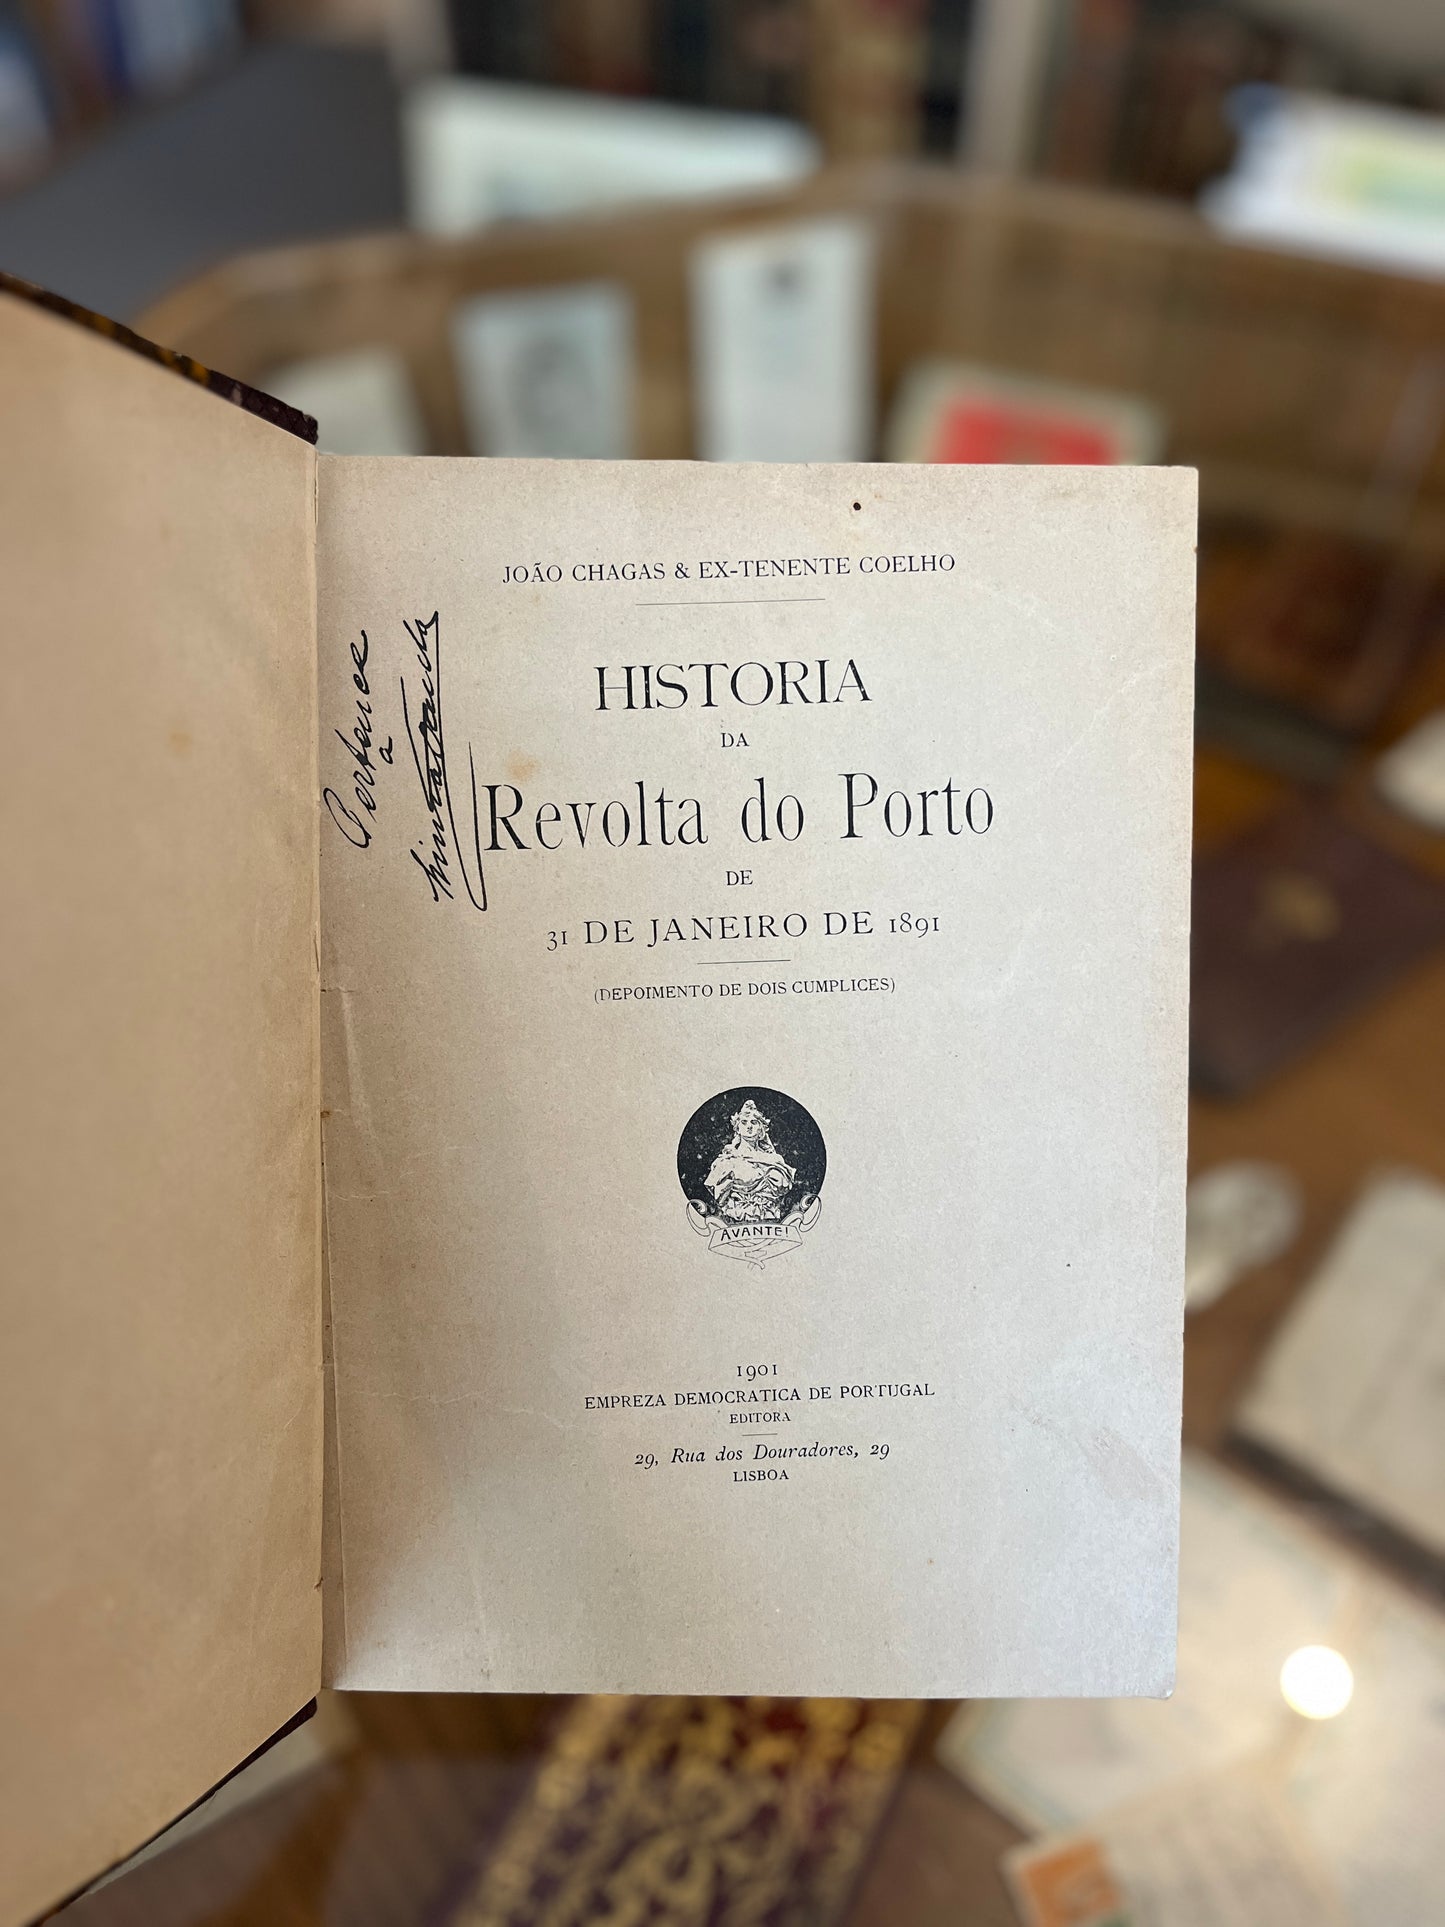 JOÃO CHAGAS & EX-TENENTE COELHO
HISTORIA
DA
Revolta do Porto
DE
31 DE JANEIRO DE 1891
(DEPOIMENTO DE DOIS CUMPLICES)
AVANTE!
1901
EMPREZA DEMOCRATICA DE PORTUGAL
EDITORA
29, Rua dos Douradores, 29
LISBOA
Pertence
a